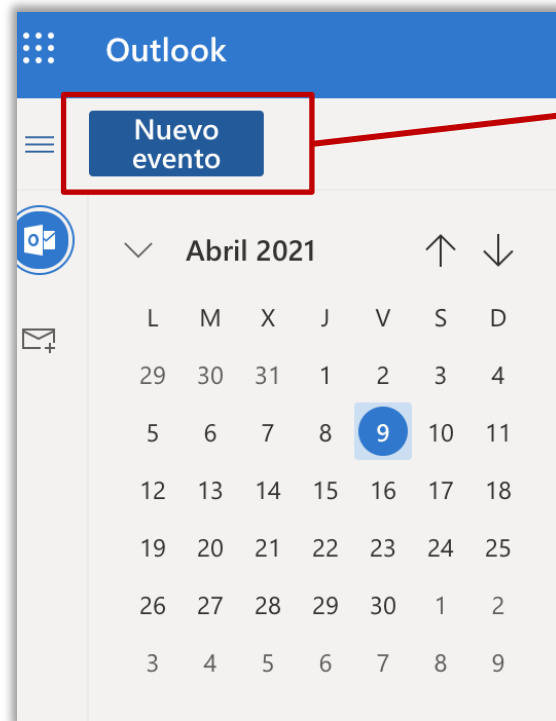 Outlook
Nuevo
evento
Abril 2021
L M X J V S D
29 30 31 1 2 3 4
5 6 7 8 9 10 11
12 13 14 15 16 17 18
19 20 21 22 23 24 25
26 27 28 29 30 1 2
3 4 5 6 7 8 9